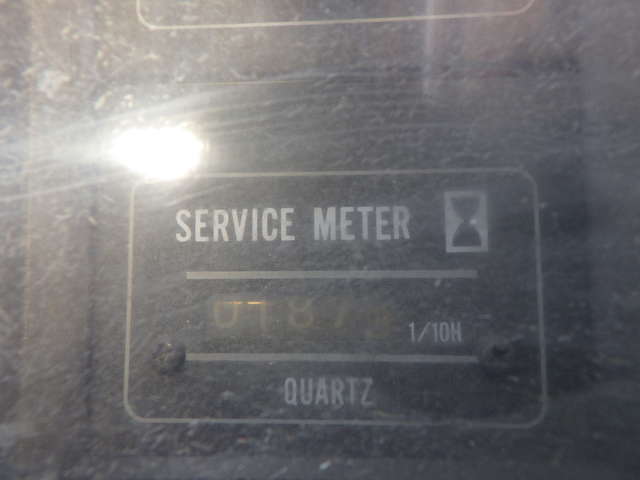 SERVICE METER
1/10H
QUARTZ